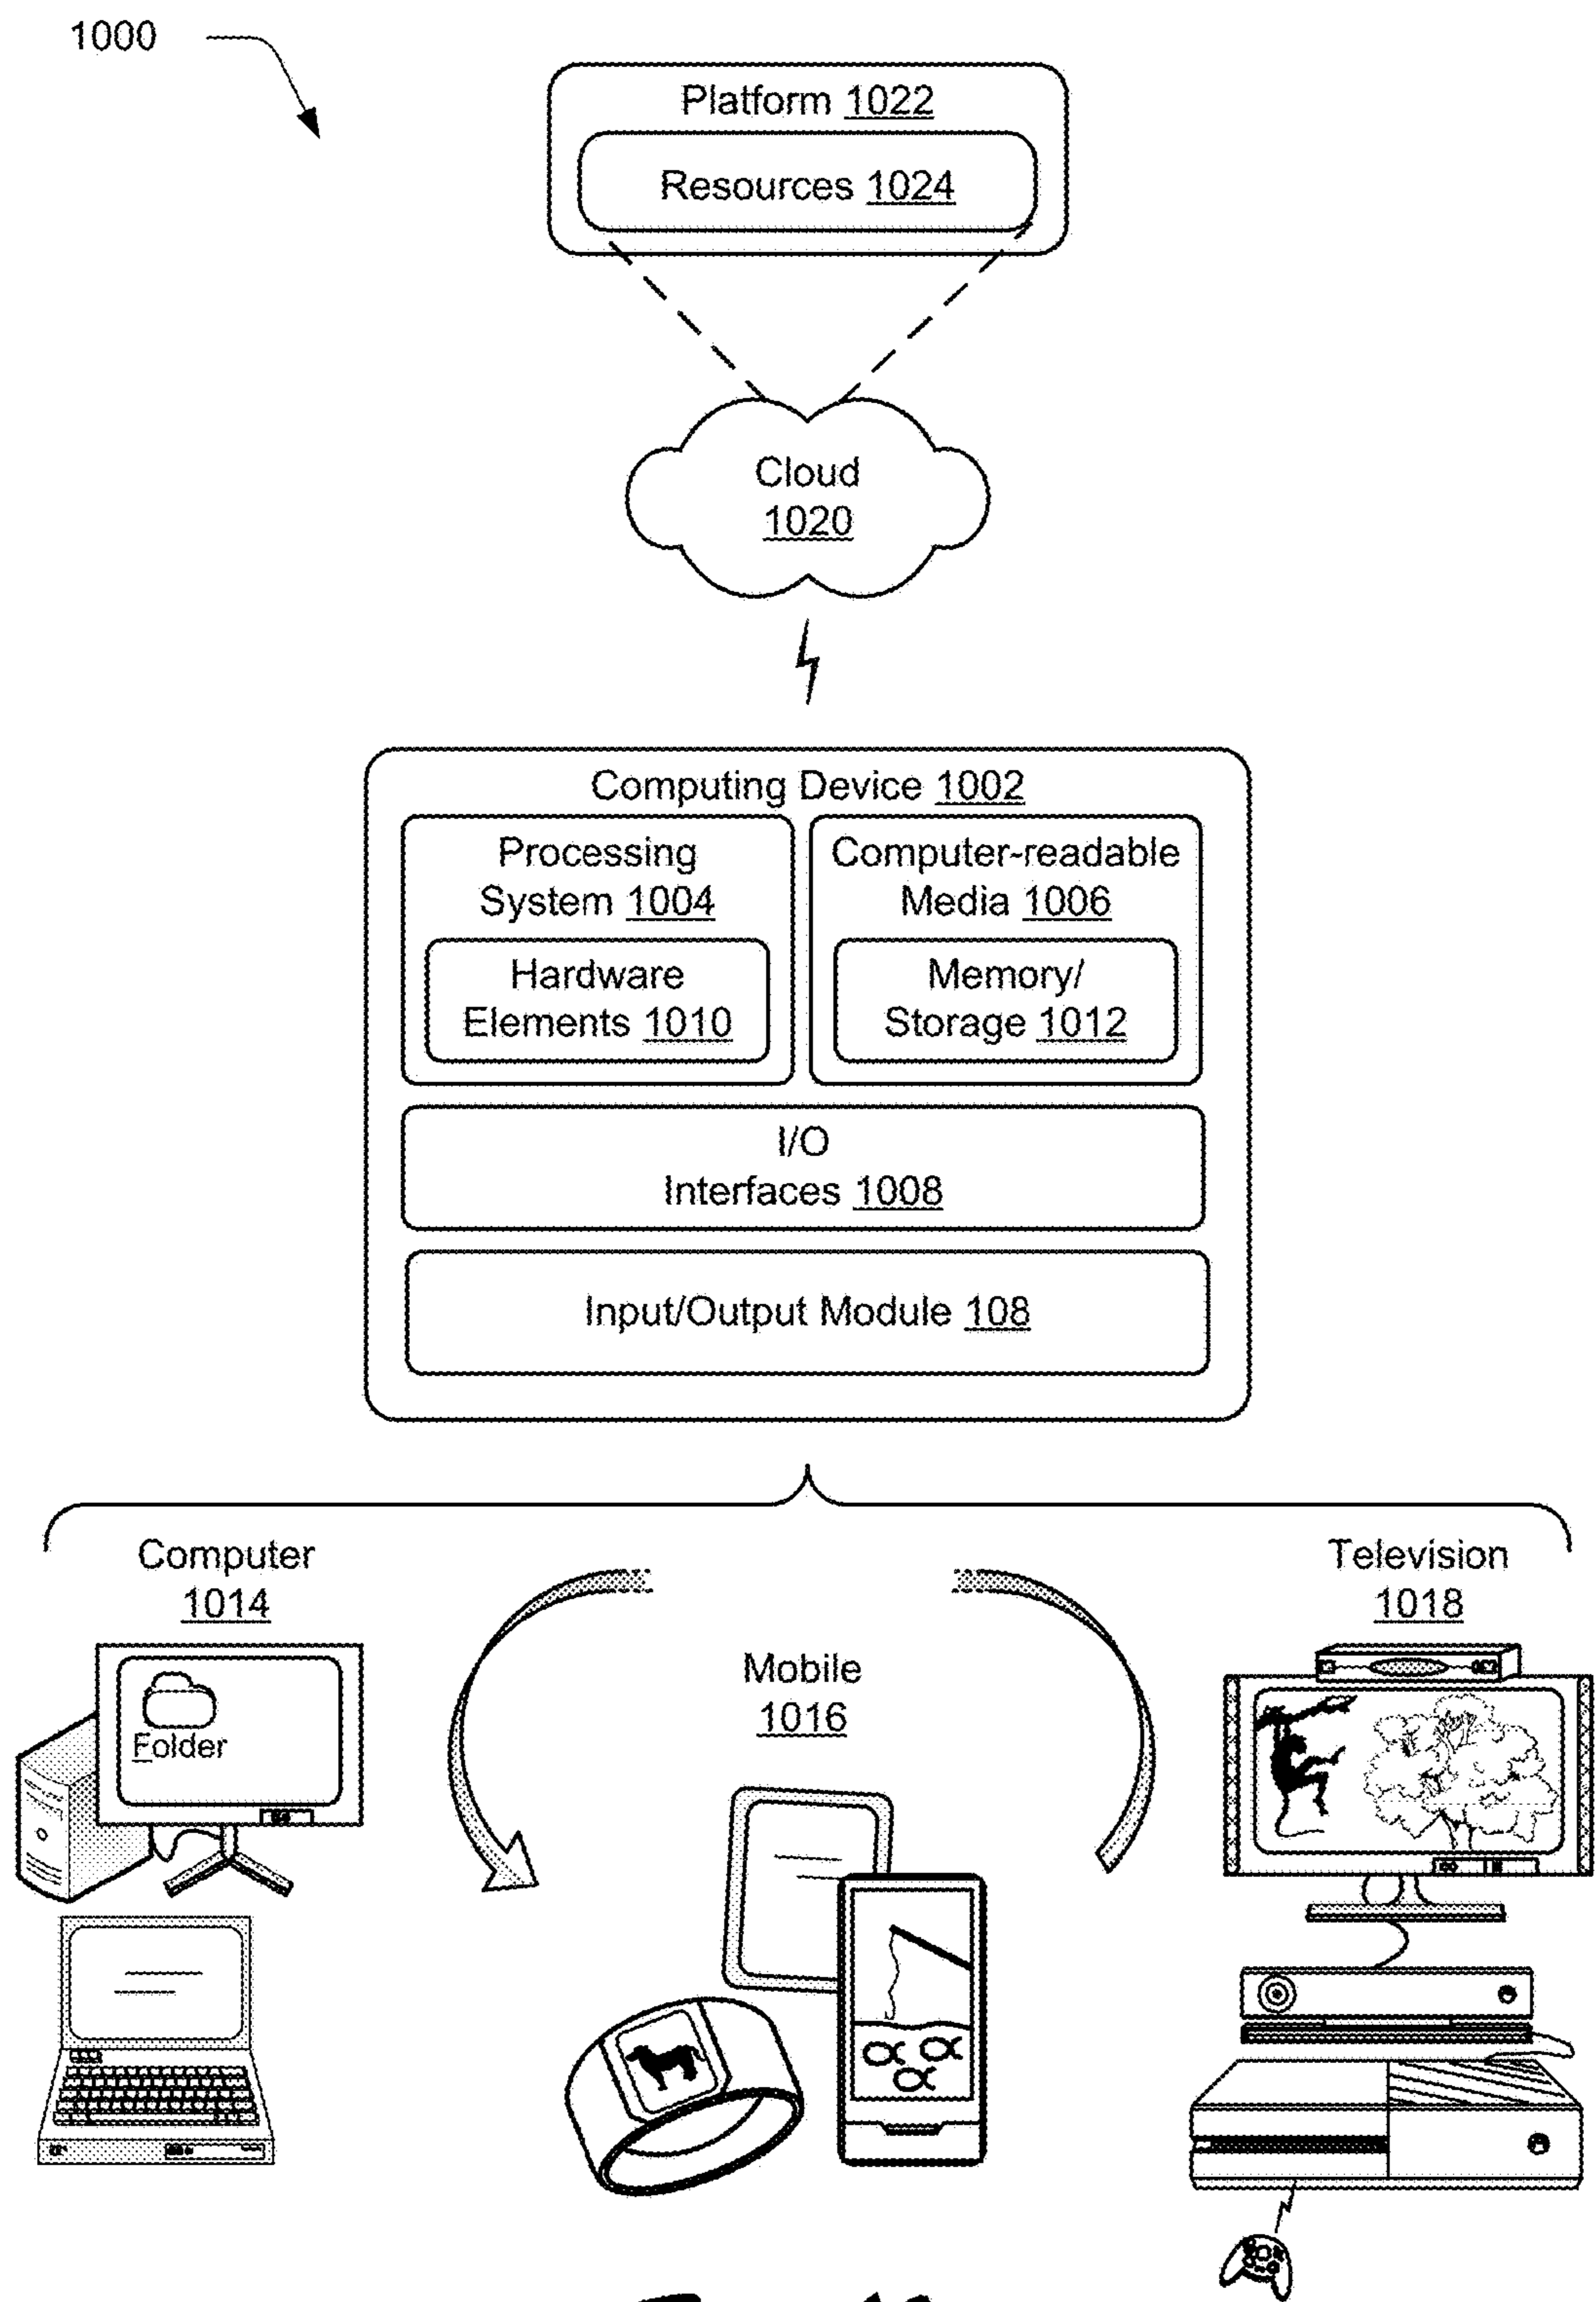 1000
Platform 1022
Resources 1024
Cloud
1020
Computing Device 1002
Processing
System 1004
Hardware
Elements 1010
Computer-readable
Media 1006
Memory/
Storage 1012
I/O
Interfaces 1008
Input/Output Module 108
Computer
1014
Folder
Mobile
1016
Television
1018